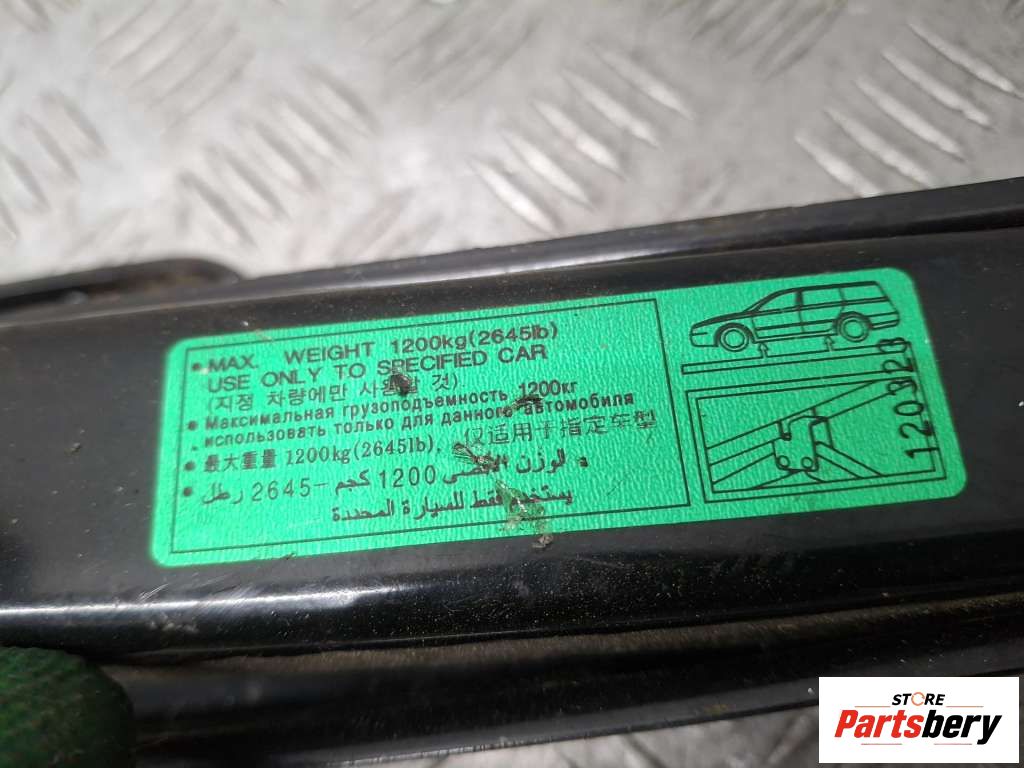 • MAX. WEIGHT 1200kg(2645lb)
USE ONLY TO SPECIFIED CAR
(지정 차량에만 사용할 것)
• Максимальная грузоподъемность 1200кг
использовать только для данного автомобиля
• 最大重量 1200kg(2645lb), 仅适用于指定车型
• الوزن الأقصى 1200 كجم -2645 رطل
يستخدم فقط للسيارة المحددة
120323
STORE
Partsbery